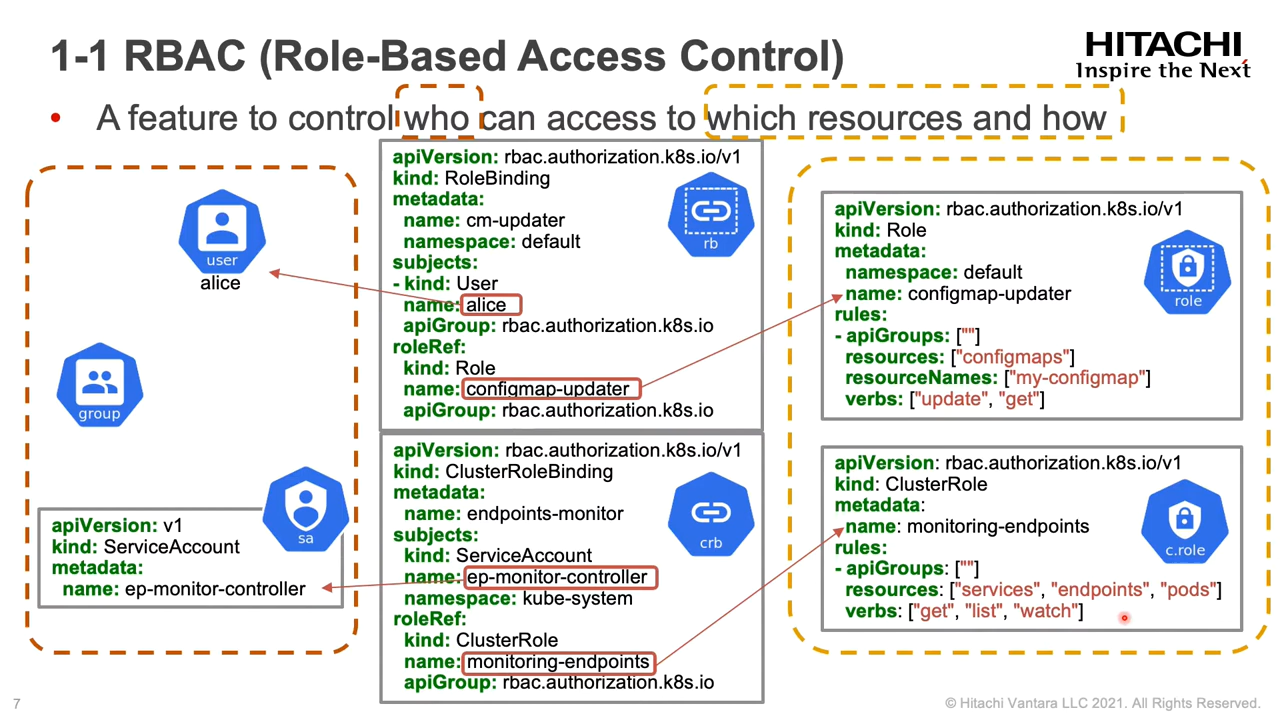 1-1 RBAC (Role-Based Access Control)
HITACHI
Inspire the Next
• A feature to control who can access to which resources and how
user
alice
group
sa
apiVersion: v1
kind: ServiceAccount
metadata:
name: ep-monitor-controller
apiVersion: rbac.authorization.k8s.io/v1
kind: RoleBinding
metadata:
name: cm-updater
namespace: default
subjects:
- kind: User
name: alice
apiGroup: rbac.authorization.k8s.io
roleRef:
kind: Role
name: configmap-updater
apiGroup: rbac.authorization.k8s.io
rb
apiVersion: rbac.authorization.k8s.io/v1
kind: ClusterRoleBinding
metadata:
name: endpoints-monitor
subjects:
kind: ServiceAccount
name: ep-monitor-controller
namespace: kube-system
roleRef:
kind: ClusterRole
name: monitoring-endpoints
apiGroup: rbac.authorization.k8s.io
crb
apiVersion: rbac.authorization.k8s.io/v1
kind: Role
metadata:
namespace: default
name: configmap-updater
rules:
- apiGroups: [""]
resources: ["configmaps"]
resourceNames: ["my-configmap"]
verbs: ["update", "get"]
role
apiVersion: rbac.authorization.k8s.io/v1
kind: ClusterRole
metadata:
name: monitoring-endpoints
rules:
- apiGroups: [""]
resources: ["services", "endpoints", "pods"]
verbs: ["get", "list", "watch"]
c.role
7
© Hitachi Vantara LLC 2021. All Rights Reserved.